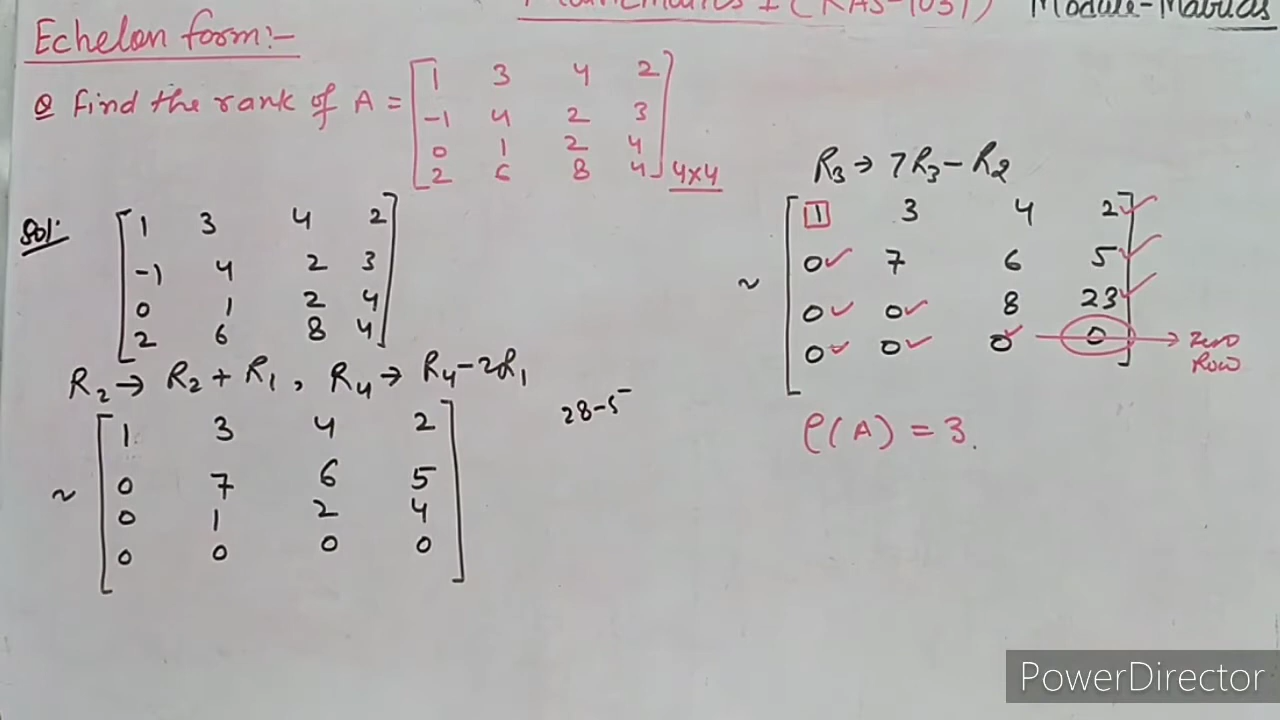 Echelon form:-
Q Find the rank of A = [1 3 4 2
-1 4 2 3
0 1 2 4
2 6 8 4] 4x4
Sol:
[1 3 4 2
-1 4 2 3
0 1 2 4
2 6 8 4]
R2 → R2 + R1 , R4 → R4 - 2R1
~ [1 3 4 2
0 7 6 5
0 1 2 4
0 0 0 0]
28-5
R3 → 7R3 - R2
~ [1 3 4 2
0 7 6 5
0 0 8 23
0 0 0 0] → Zero
Row
ρ(A) = 3.
PowerDirector